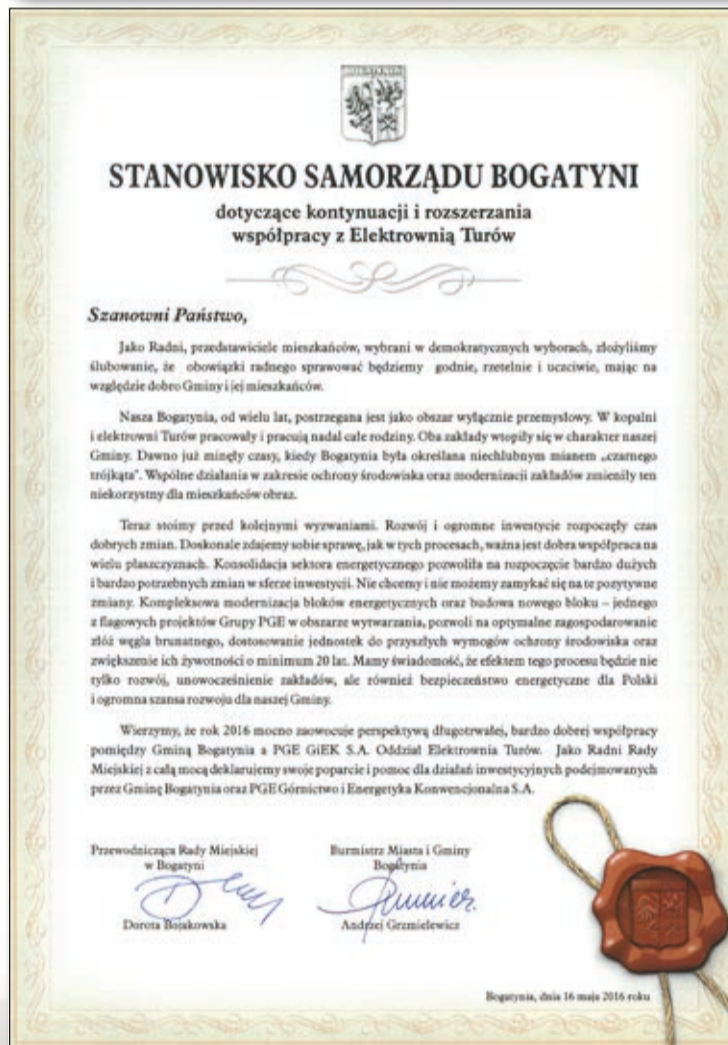 STANOWISKO SAMORZĄDU BOGATYNI
dotyczące kontynuacji i rozszerzania
współpracy z Elektrownią Turów
Szanowni Państwo,
Jako Radni, przedstawiciele mieszkańców, wybrani w demokratycznych wyborach, złożyliśmy
ślubowanie, że obowiązki radnego sprawować będziemy godnie, rzetelnie i uczciwie, mając na
względzie dobro Gminy i jej mieszkańców.
Nasza Bogatynia, od wielu lat, postrzegana jest jako obszar wyłącznie przemysłowy. W kopalni
i elektrowni Turów pracowały i pracują nadal całe rodziny. Oba zakłady wtopiły się w charakter naszej
Gminy. Dawno już minęły czasy, kiedy Bogatynia była określana niechlubnym mianem „czarnego
trójkąta". Wspólne działania w zakresie ochrony środowiska oraz modernizacji zakładów zmieniły ten
niekorzystny dla mieszkańców obraz.
Teraz stoimy przed kolejnymi wyzwaniami. Rozwój i ogromne inwestycje rozpoczęły czas
dobrych zmian. Doskonale zdajemy sobie sprawę, jak w tych procesach, ważna jest dobra współpraca na
wielu płaszczyznach. Konsolidacja sektora energetycznego pozwoliła na rozpoczęcie bardzo dużych
i bardzo potrzebnych zmian w sferze inwestycji. Nie chcemy i nie możemy zamykać się na te pozytywne
zmiany. Kompleksowa modernizacja bloków energetycznych oraz budowa nowego bloku – jednego
z flagowych projektów Grupy PGE w obszarze wytwarzania, pozwoli na optymalne zagospodarowanie
złóż węgla brunatnego, dostosowanie jednostek do przyszłych wymogów ochrony środowiska oraz
zwiększenie ich żywotności o minimum 20 lat. Mamy świadomość, że efektem tego procesu będzie nie
tylko rozwój, unowocześnienie zakładów, ale również bezpieczeństwo energetyczne dla Polski
i ogromna szansa rozwoju dla naszej Gminy.
Wierzymy, że rok 2016 mocno zaowocuje perspektywą długotrwałej, bardzo dobrej współpracy
pomiędzy Gminą Bogatynia a PGE GiEK S.A. Oddział Elektrownia Turów. Jako Radni Rady
Miejskiej z całą mocą deklarujemy swoje poparcie i pomoc dla działań inwestycyjnych podejmowanych
przez Gminę Bogatynia oraz PGE Górnictwo i Energetyka Konwencjonalna S.A.
Przewodnicząca Rady Miejskiej
w Bogatyni
Dorota Bojakowska
Burmistrz Miasta i Gminy
Bogatynia
Andrzej Grzmielewicz
Bogatynia, dnia 16 maja 2016 roku